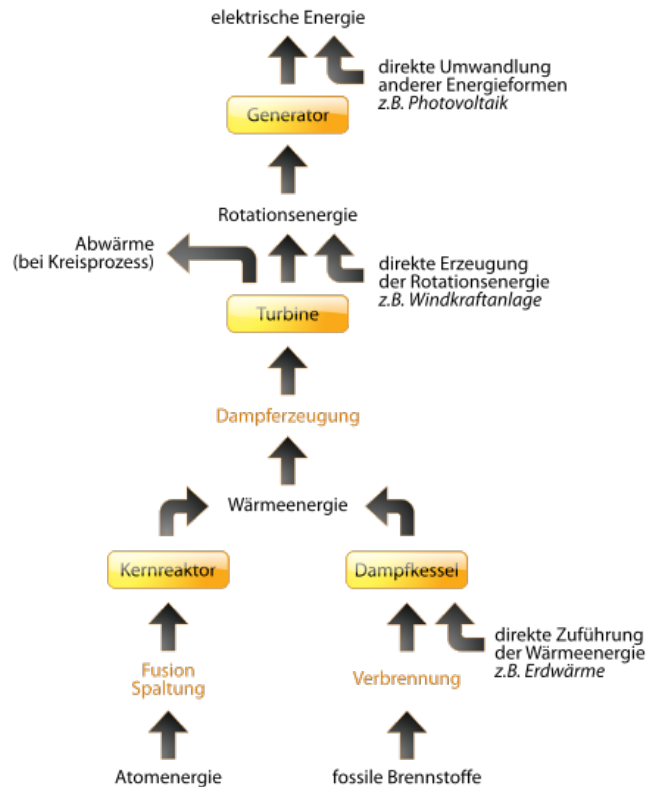 elektrische Energie
direkte Umwandlung
anderer Energieformen
z.B. Photovoltaik
Generator
Rotationsenergie
Abwärme
(bei Kreisprozess)
direkte Erzeugung
der Rotationsenergie
z.B. Windkraftanlage
Turbine
Dampferzeugung
Wärmeenergie
Kernreaktor
Dampfkessel
direkte Zuführung
der Wärmeenergie
z.B. Erdwärme
Fusion
Spaltung
Verbrennung
Atomenergie
fossile Brennstoffe